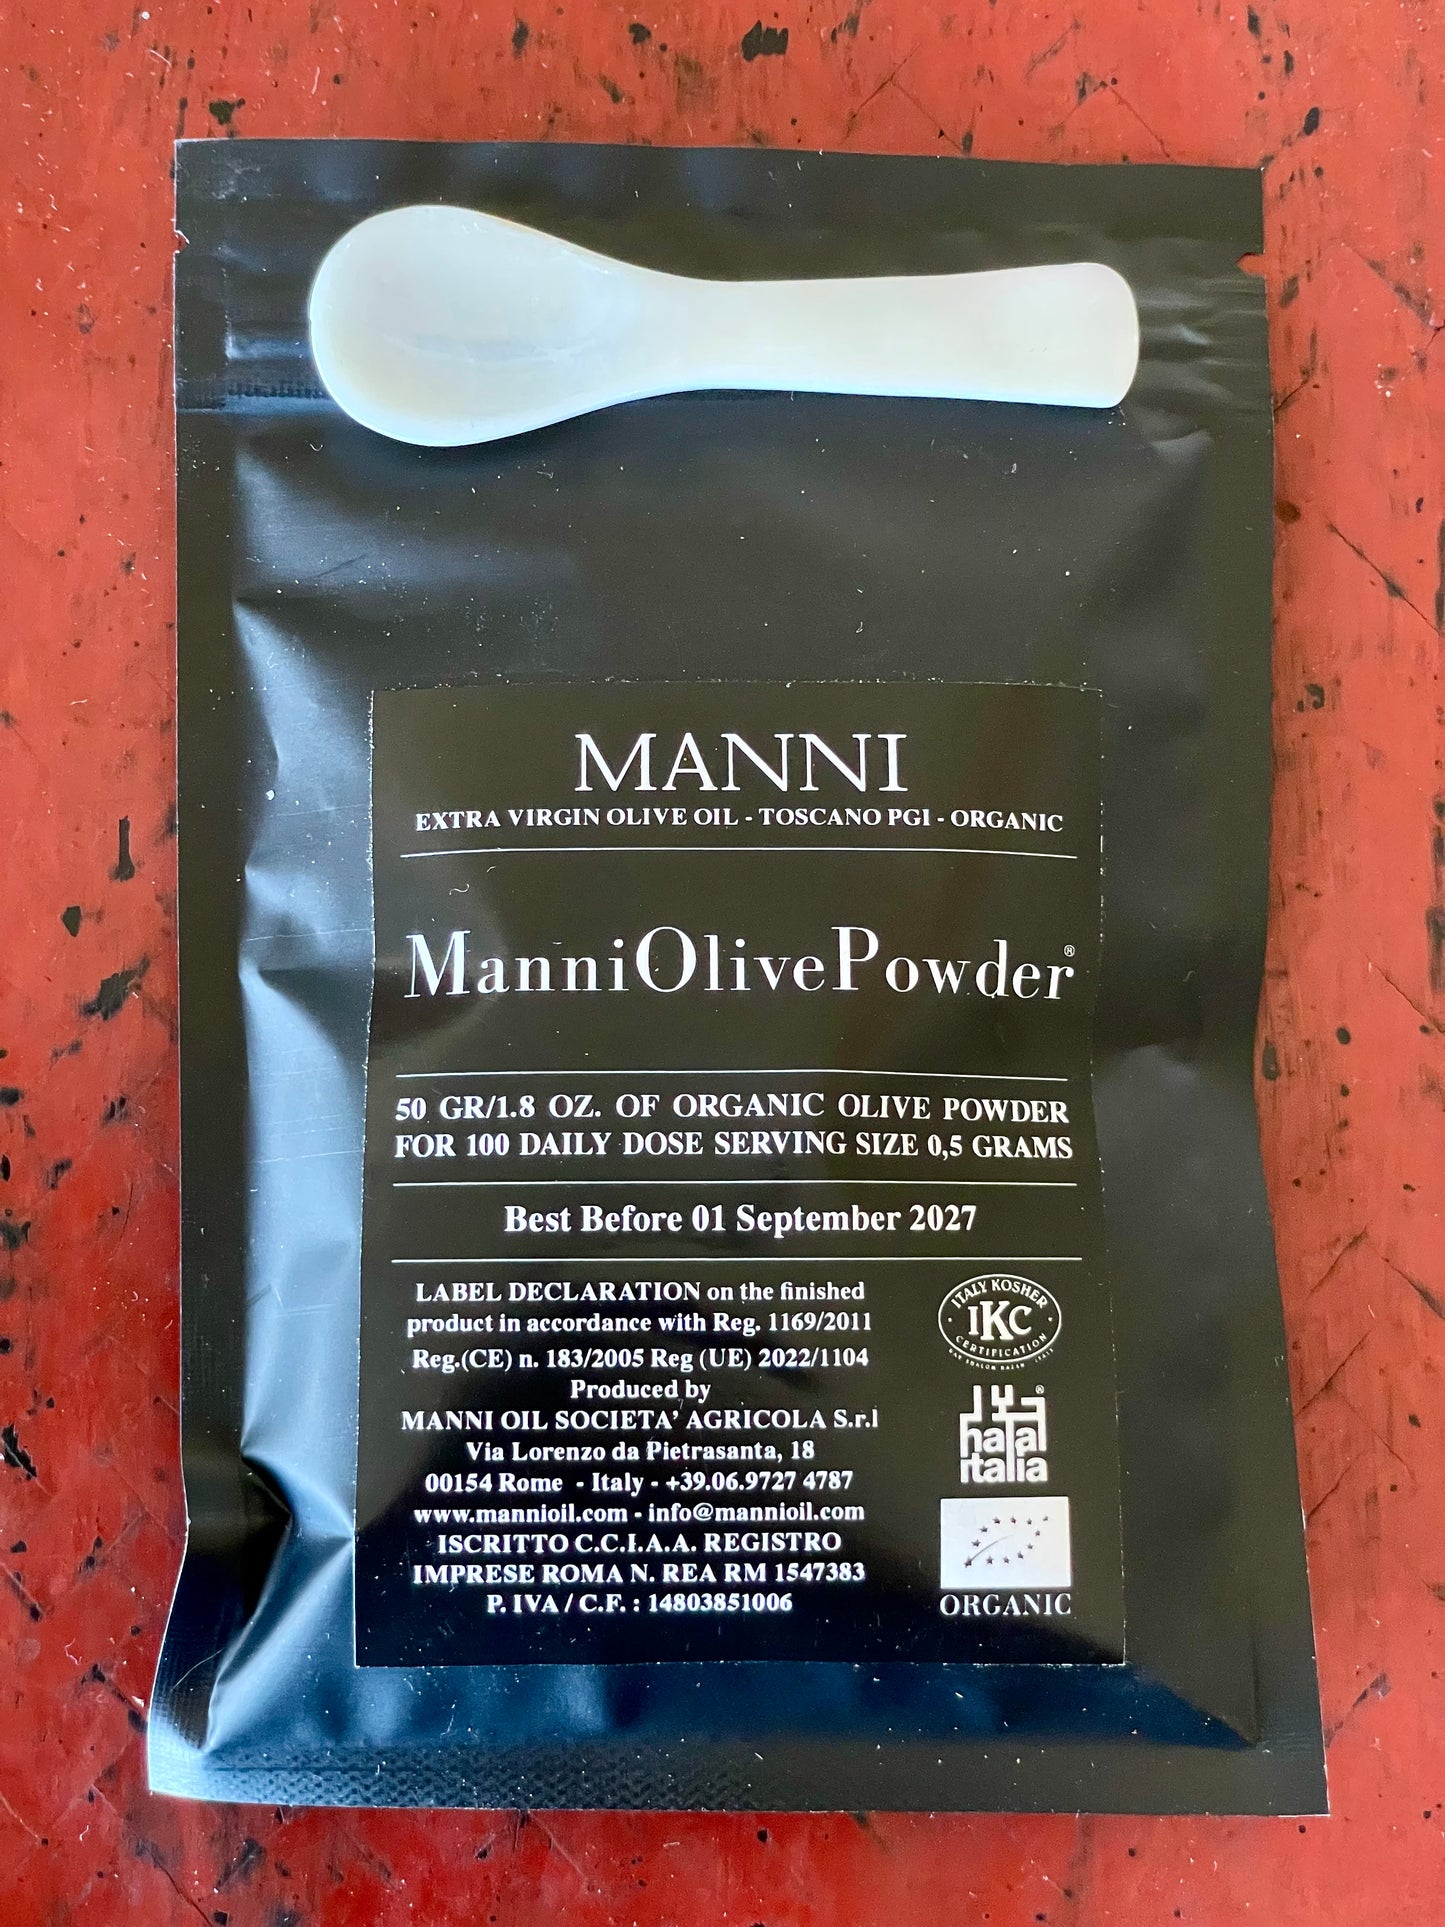 MANNI
EXTRA VIRGIN OLIVE OIL - TOSCANO PGI - ORGANIC
ManniOlivePowder®
50 GR/1.8 OZ. OF ORGANIC OLIVE POWDER
FOR 100 DAILY DOSE SERVING SIZE 0,5 GRAMS
Best Before 01 September 2027
LABEL DECLARATION on the finished
product in accordance with Reg. 1169/2011
Reg.(CE) n. 183/2005 Reg (UE) 2022/1104
Produced by
MANNI OIL SOCIETA’ AGRICOLA S.r.l
Via Lorenzo da Pietrasanta, 18
00154 Rome - Italy - +39.06.9727 4787
www.mannioil.com - info@mannioil.com
ISCRITTO C.C.I.A.A. REGISTRO
IMPRESE ROMA N. REA RM 1547383
P. IVA / C.F. : 14803851006
ITALY KOSHER
IKC
CERTIFICATION
®
halal
italia
ORGANIC